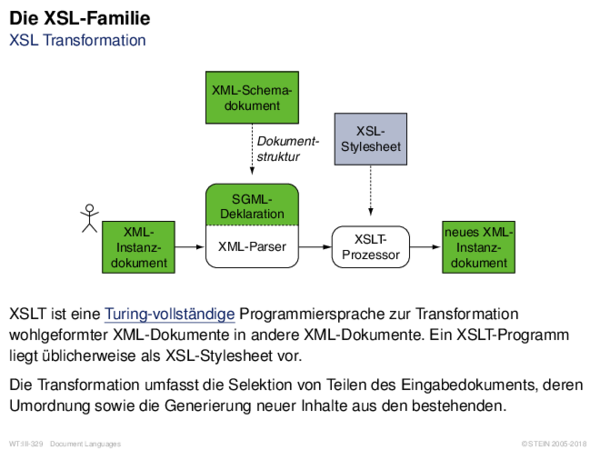 Die XSL-Familie
XSL Transformation
XML-Schema-
dokument
XSL-
Stylesheet
Dokument-
struktur
SGML-
Deklaration
XML-
Instanz-
dokument
XML-Parser
XSLT-
Prozessor
neues XML-
Instanz-
dokument
XSLT ist eine Turing-vollständige Programmiersprache zur Transformation
wohlgeformter XML-Dokumente in andere XML-Dokumente. Ein XSLT-Programm
liegt üblicherweise als XSL-Stylesheet vor.
Die Transformation umfasst die Selektion von Teilen des Eingabedokuments, deren
Umordnung sowie die Generierung neuer Inhalte aus den bestehenden.
WT:III-329 Document Languages
© STEIN 2005-2018